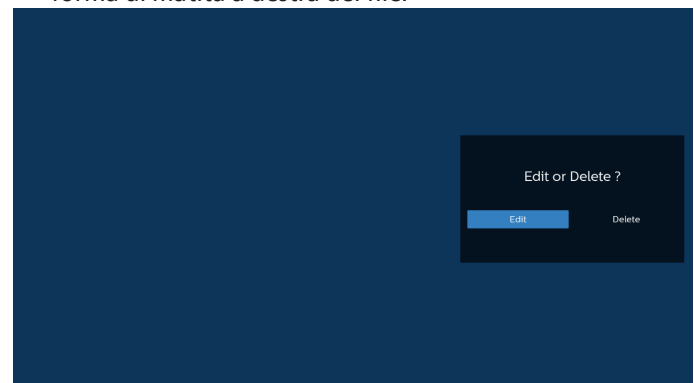 forma di matita a destra del file.
Edit or Delete ?
Edit
Delete